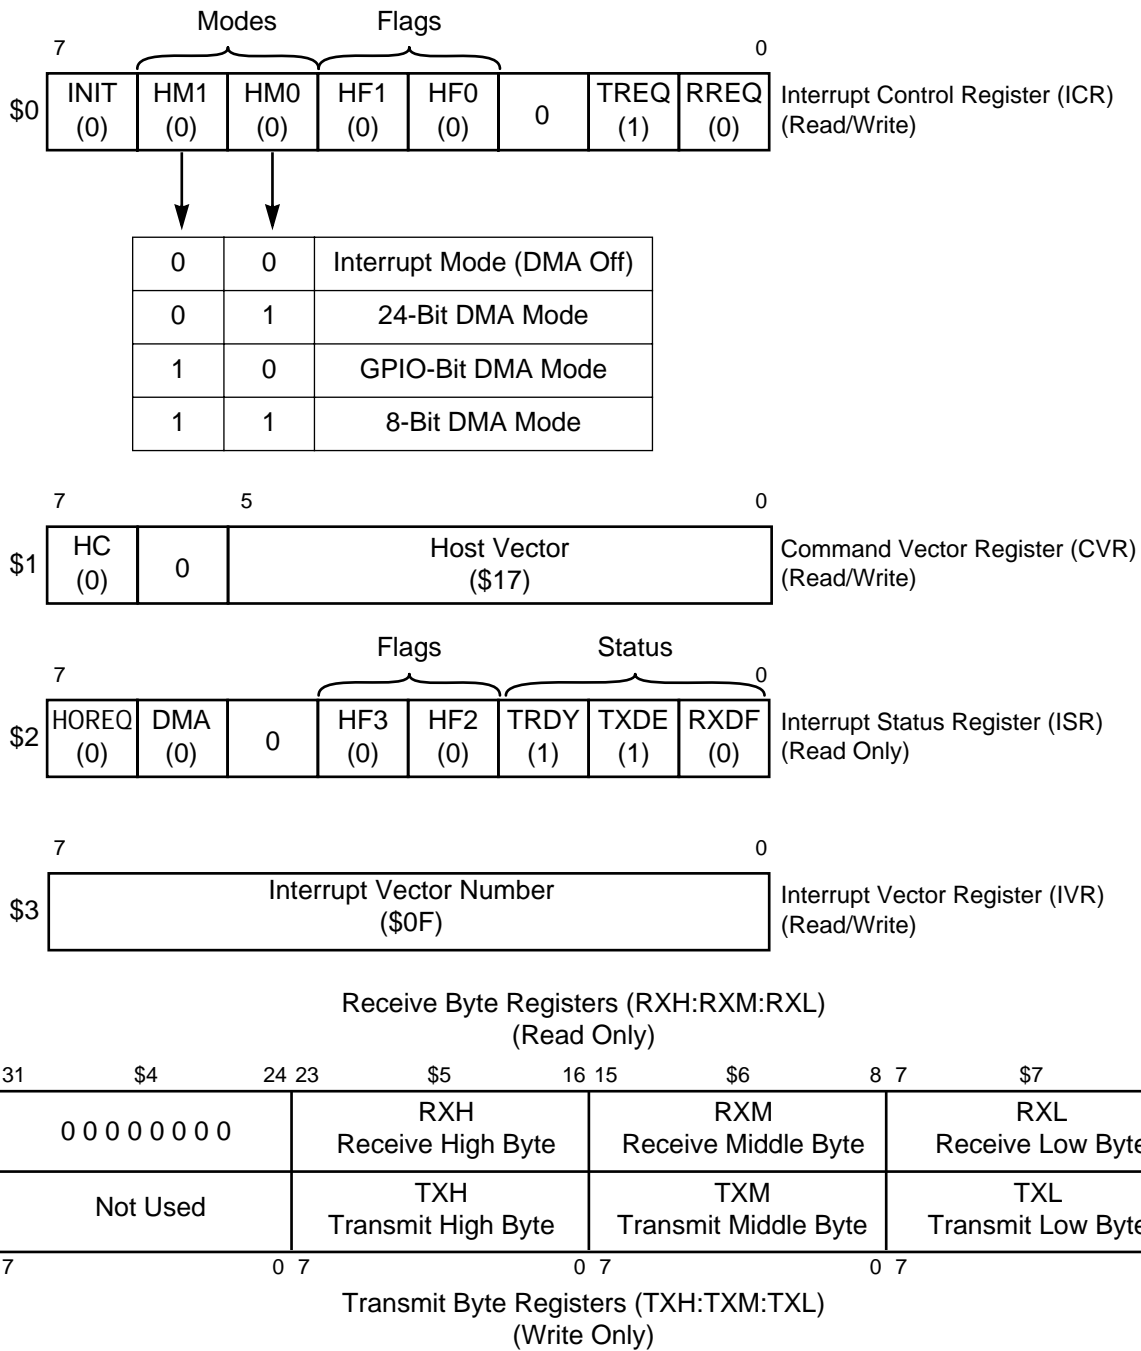 Modes Flags
7 0
$0 INIT HM1 HM0 HF1 HF0 0 TREQ RREQ Interrupt Control Register (ICR)
(0) (0) (0) (0) (0) (1) (0) (Read/Write)
0 0 Interrupt Mode (DMA Off)
0 1 24-Bit DMA Mode
1 0 GPIO-Bit DMA Mode
1 1 8-Bit DMA Mode
7 5 0
$1 HC 0 Host Vector Command Vector Register (CVR)
(0) ($17) (Read/Write)
Flags Status
7 0
$2 HOREQ DMA 0 HF3 HF2 TRDY TXDE RXDF Interrupt Status Register (ISR)
(0) (0) (0) (0) (1) (1) (0) (Read Only)
7 0
$3 Interrupt Vector Number Interrupt Vector Register (IVR)
($0F) (Read/Write)
Receive Byte Registers (RXH:RXM:RXL)
(Read Only)
31 $4 24 23 $5 16 15 $6 8 7 $7
0 0 0 0 0 0 0 0 RXH RXM RXL
Receive High Byte Receive Middle Byte Receive Low Byte
Not Used TXH TXM TXL
Transmit High Byte Transmit Middle Byte Transmit Low Byte
7 0 7 0 7 0 7
Transmit Byte Registers (TXH:TXM:TXL)
(Write Only)